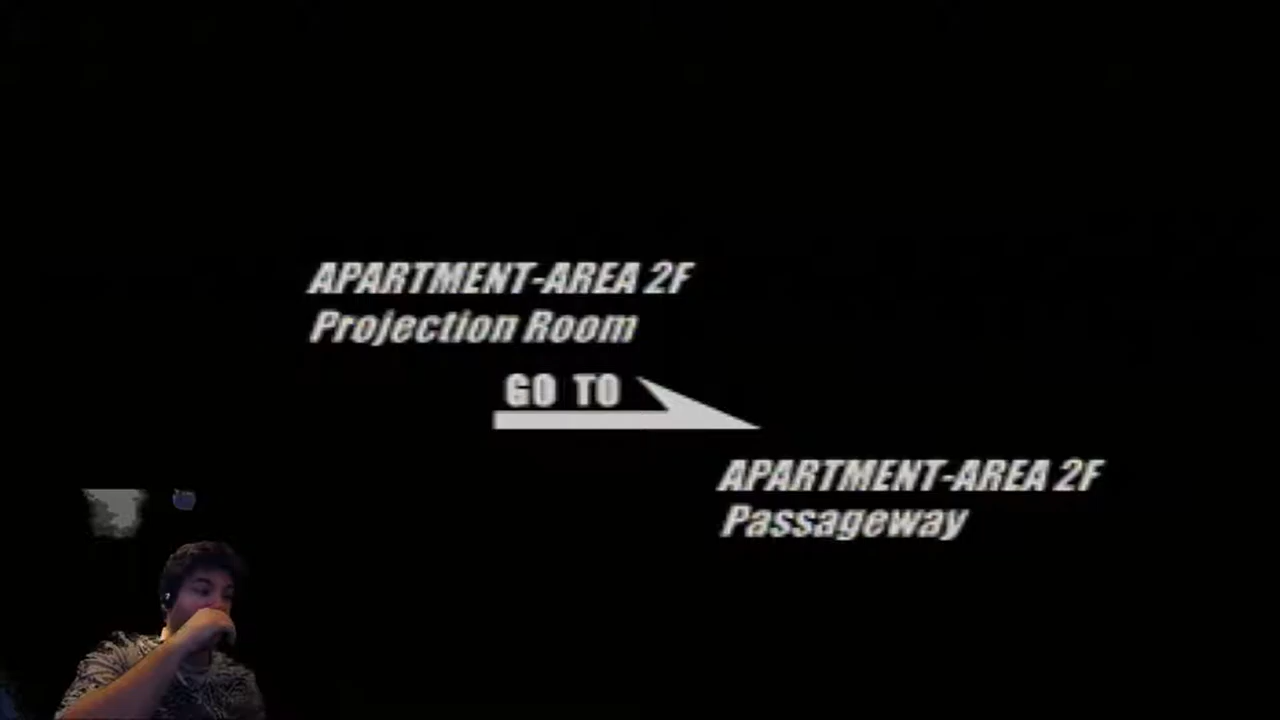 APARTMENT-AREA 2F
Projection Room
GO TO
APARTMENT-AREA 2F
Passageway